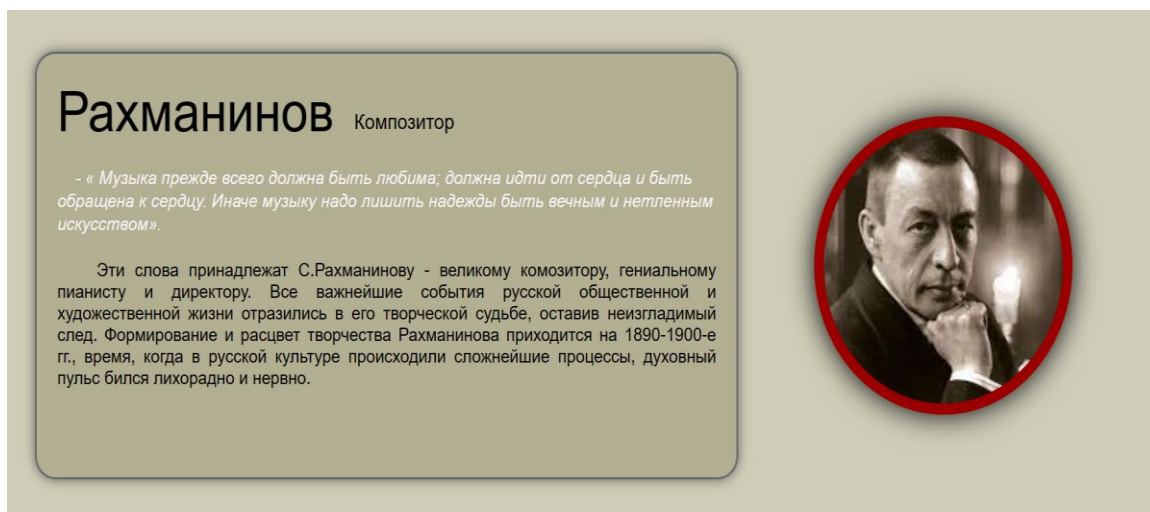 Рахманинов Композитор
- « Музыка прежде всего должна быть любима; должна идти от сердца и быть
обращена к сердцу. Иначе музыку надо лишить надежды быть вечным и нетленным
искусством».
Эти слова принадлежат С.Рахманинову - великому комозитору, гениальному
пианисту и директору. Все важнейшие события русской общественной и
художественной жизни отразились в его творческой судьбе, оставив неизгладимый
след. Формирование и расцвет творчества Рахманинова приходится на 1890-1900-е
гг., время, когда в русской культуре происходили сложнейшие процессы, духовный
пульс бился лихорадно и нервно.